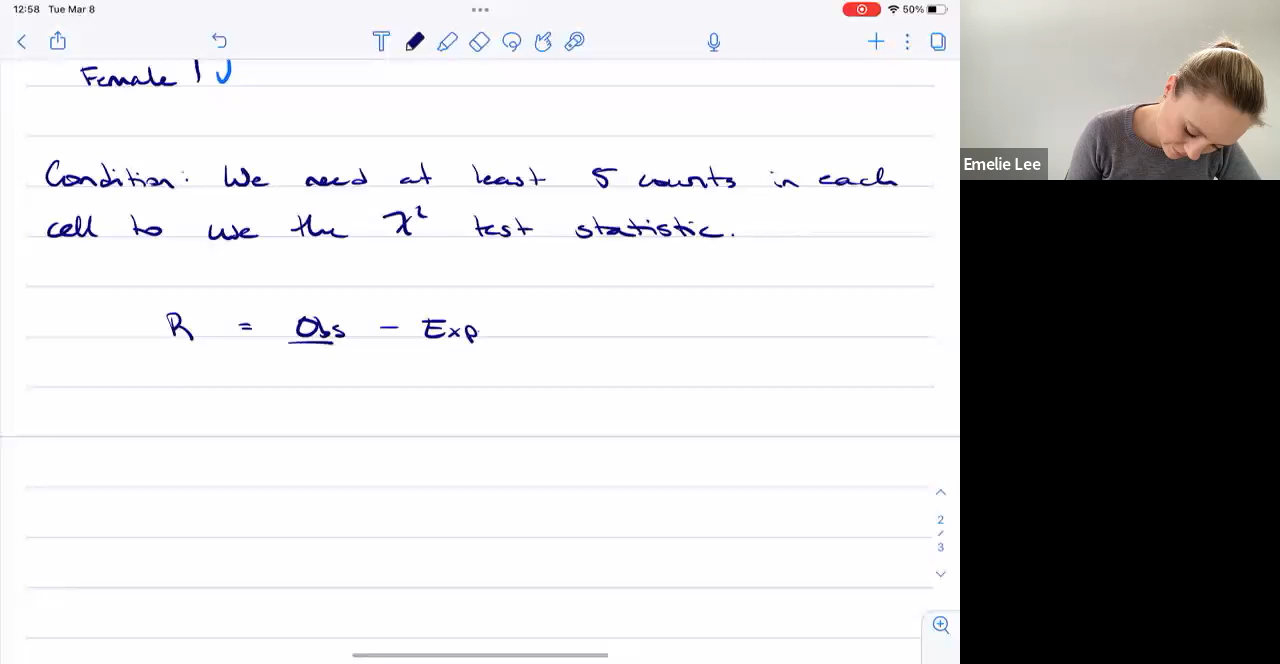 12:58 Tue Mar 8
50%
Female
Condition: We need at least 5 counts in each
cell to use the χ² test statistic.
R = Obs - Exp
2
/
3
Emelie Lee